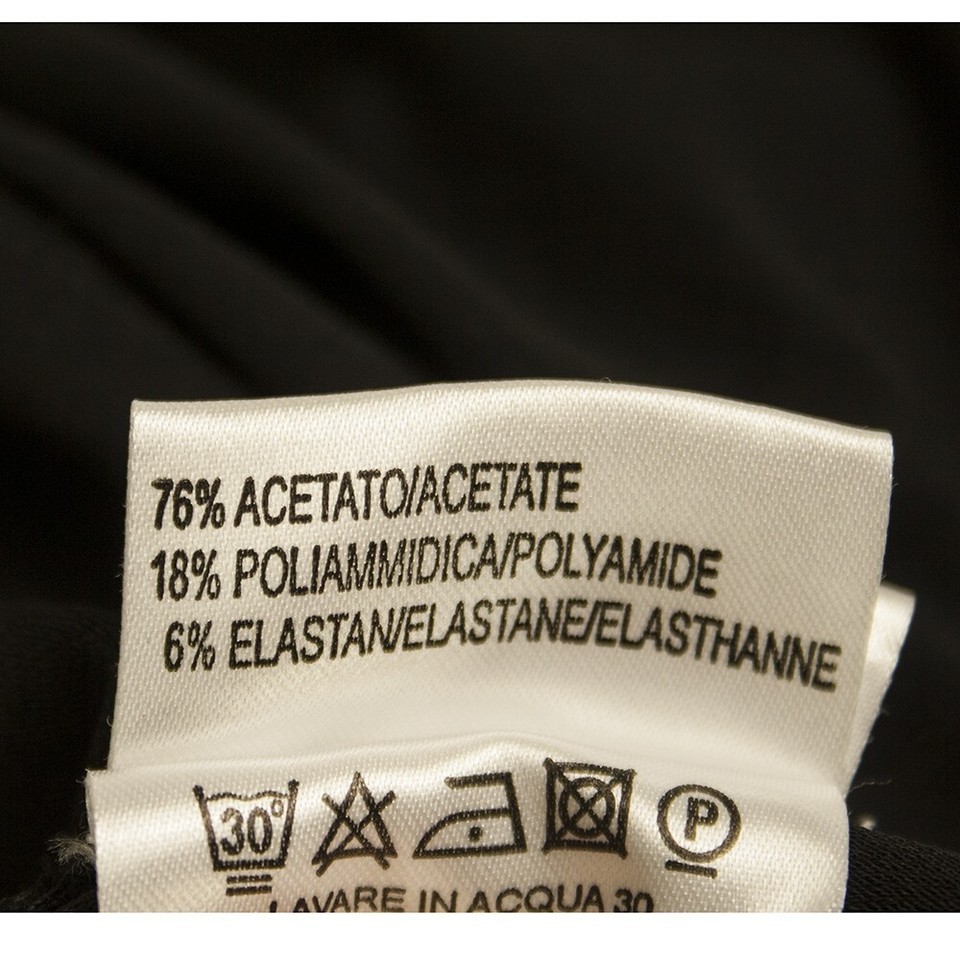 76% ACETATO/ACETATE
18% POLIAMMIDICA/POLYAMIDE
6% ELASTAN/ELASTANE/ELASTHANNE
30° P
LAVARE IN ACQUA 30